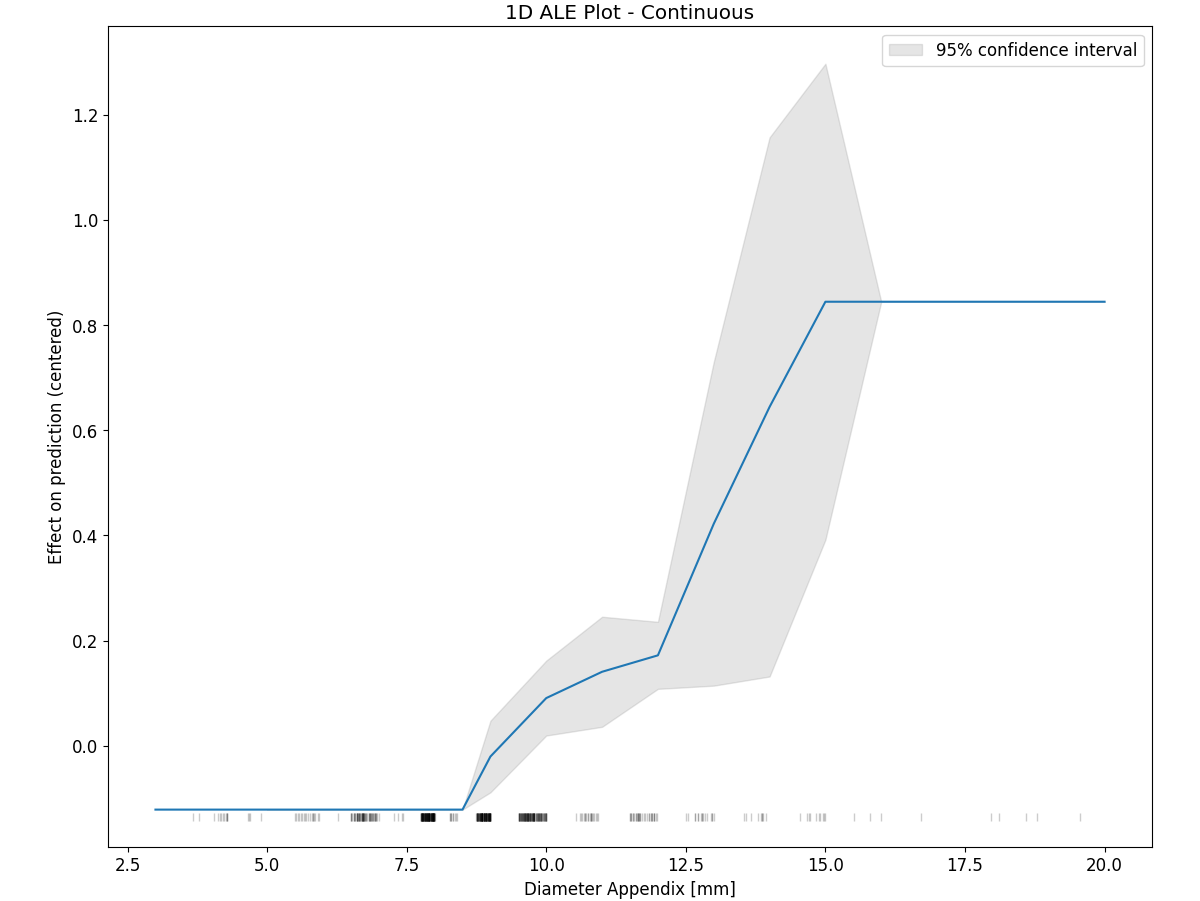 1D ALE Plot - Continuous
95% confidence interval
Effect on prediction (centered)
1.2
1.0
0.8
0.6
0.4
0.2
0.0
2.5 5.0 7.5 10.0 12.5 15.0 17.5 20.0
Diameter Appendix [mm]